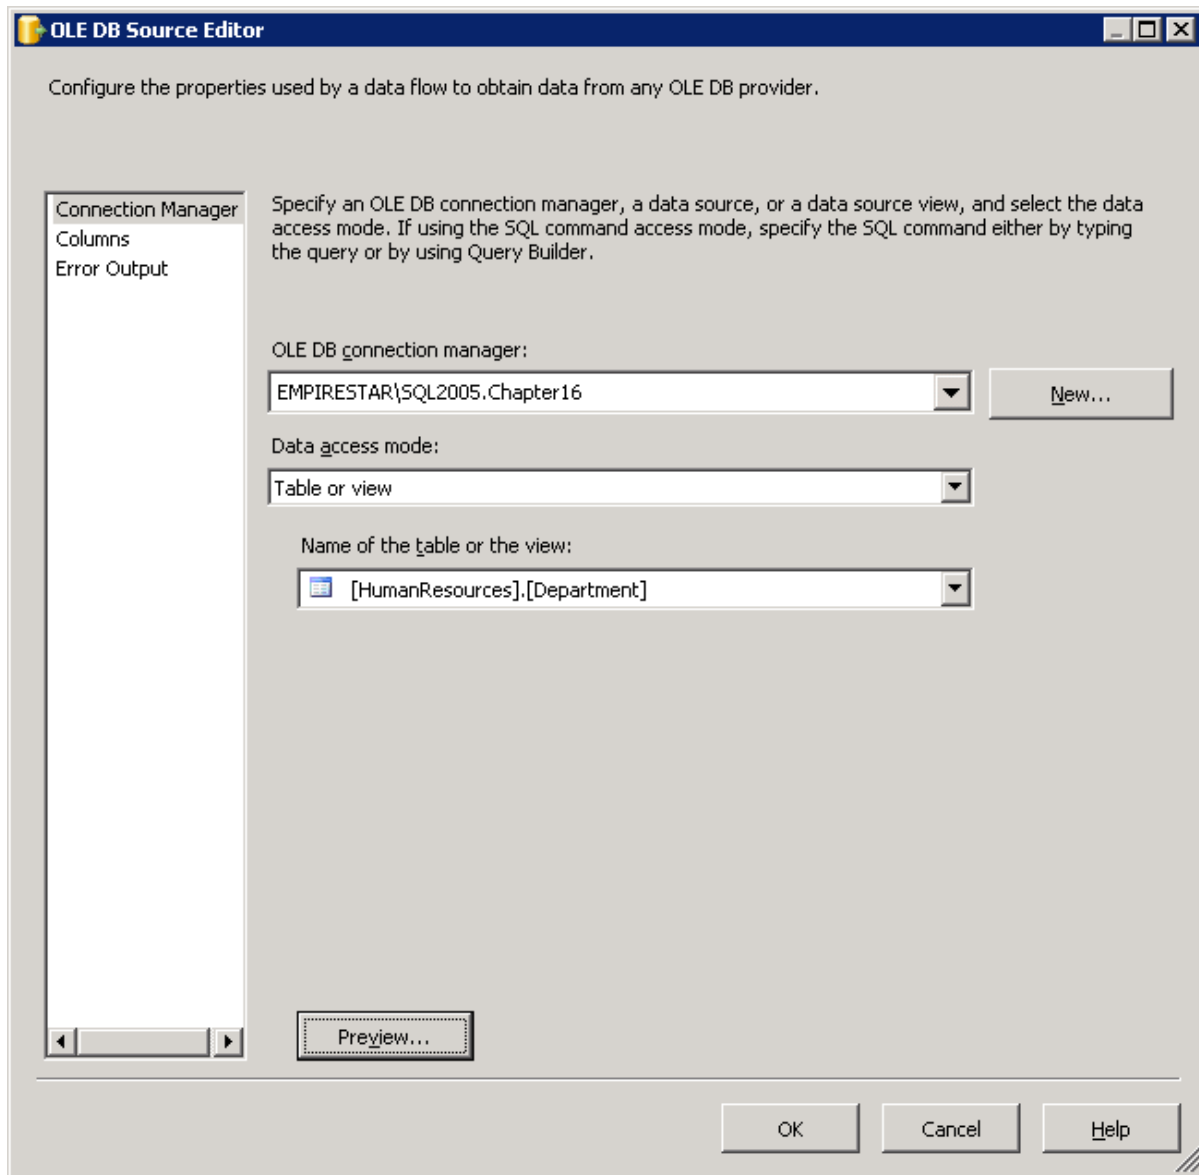 OLE DB Source Editor
Configure the properties used by a data flow to obtain data from any OLE DB provider.
Connection Manager
Columns
Error Output
Specify an OLE DB connection manager, a data source, or a data source view, and select the data
access mode. If using the SQL command access mode, specify the SQL command either by typing
the query or by using Query Builder.
OLE DB connection manager:
EMPIRESTAR\SQL2005.Chapter16
New...
Data access mode:
Table or view
Name of the table or the view:
[HumanResources].[Department]
Preview...
OK
Cancel
Help